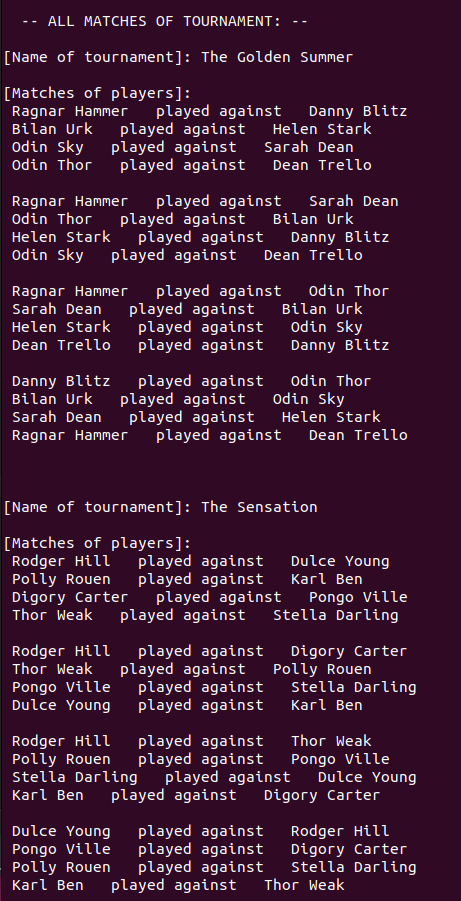 -- ALL MATCHES OF TOURNAMENT: --
[Name of tournament]: The Golden Summer
[Matches of players]:
Ragnar Hammer   played against   Danny Blitz
Bilan Urk   played against   Helen Stark
Odin Sky   played against   Sarah Dean
Odin Thor   played against   Dean Trello
Ragnar Hammer   played against   Sarah Dean
Odin Thor   played against   Bilan Urk
Helen Stark   played against   Danny Blitz
Odin Sky   played against   Dean Trello
Ragnar Hammer   played against   Odin Thor
Sarah Dean   played against   Bilan Urk
Helen Stark   played against   Odin Sky
Dean Trello   played against   Danny Blitz
Danny Blitz   played against   Odin Thor
Bilan Urk   played against   Odin Sky
Sarah Dean   played against   Helen Stark
Ragnar Hammer   played against   Dean Trello
[Name of tournament]: The Sensation
[Matches of players]:
Rodger Hill   played against   Dulce Young
Polly Rouen   played against   Karl Ben
Digory Carter   played against   Pongo Ville
Thor Weak   played against   Stella Darling
Rodger Hill   played against   Digory Carter
Thor Weak   played against   Polly Rouen
Pongo Ville   played against   Stella Darling
Dulce Young   played against   Karl Ben
Rodger Hill   played against   Thor Weak
Polly Rouen   played against   Pongo Ville
Stella Darling   played against   Dulce Young
Karl Ben   played against   Digory Carter
Dulce Young   played against   Rodger Hill
Pongo Ville   played against   Digory Carter
Polly Rouen   played against   Stella Darling
Karl Ben   played against   Thor Weak